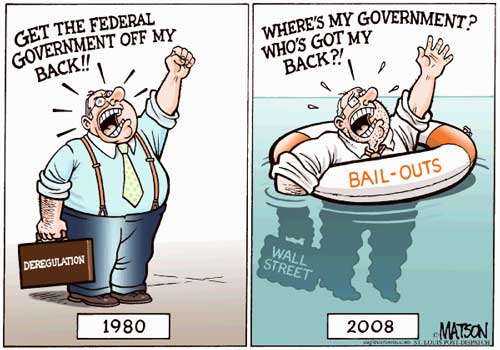 GET THE FEDERAL
GOVERNMENT OFF MY
BACK!!
DEREGULATION
1980
WHERE'S MY GOVERNMENT?
WHO'S GOT MY
BACK?!
BAIL-OUTS
WALL
STREET
2008
© MATSON
ST. LOUIS POST-DISPATCH